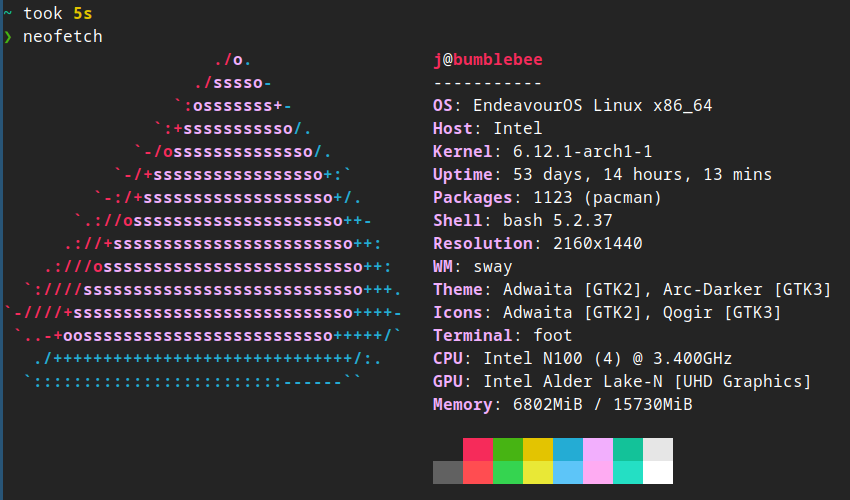 ~ took 5s
❯ neofetch
./o.
./sssso-
`:osssssss+-
`:+sssssssssso/.
`-/ossssssssssssso/.
`-/+sssssssssssssssso+:`
`-:/+sssssssssssssssssso+/.
`.://osssssssssssssssssssso++-
.://+ssssssssssssssssssssssso++:
.:///ossssssssssssssssssssssssso++:
`:////ssssssssssssssssssssssssssso+++.
`-////+ssssssssssssssssssssssssssso++++-
`..-+oosssssssssssssssssssssssso+++++/`
./++++++++++++++++++++++++++++++/:.
`:::::::::::::::::::::::::------``
j@bumblebee
-----------
OS: EndeavourOS Linux x86_64
Host: Intel
Kernel: 6.12.1-arch1-1
Uptime: 53 days, 14 hours, 13 mins
Packages: 1123 (pacman)
Shell: bash 5.2.37
Resolution: 2160x1440
WM: sway
Theme: Adwaita [GTK2], Arc-Darker [GTK3]
Icons: Adwaita [GTK2], Qogir [GTK3]
Terminal: foot
CPU: Intel N100 (4) @ 3.400GHz
GPU: Intel Alder Lake-N [UHD Graphics]
Memory: 6802MiB / 15730MiB